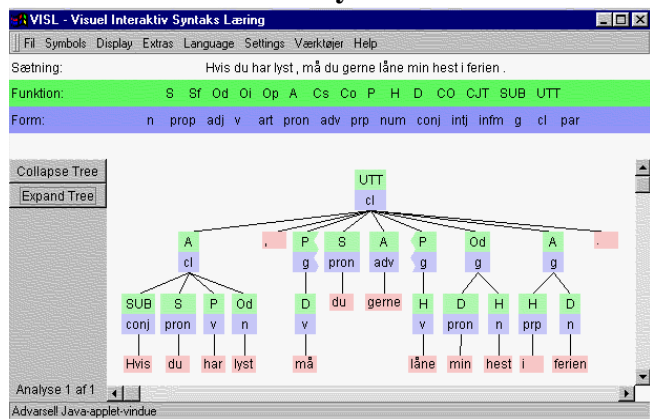 VISL - Visuel Interaktiv Syntaks Læring
Fil Symbols Display Extras Language Settings Værktøjer Help
Sætning: Hvis du har lyst , må du gerne låne min hest i ferien .
Funktion: S Sf Od Oi Op A Cs Co P H D CO CJT SUB UTT
Form: n prop adj v art pron adv prp num conj intj infm g cl par
Collapse Tree
Expand Tree
UTT
cl
A , P S A P Od A .
cl g pron adv g g g
du gerne
SUB S P Od D H D H H D
conj pron v n v v pron n prp n
Hvis du har lyst må låne min hest i ferien
Analyse 1 af 1
Advarsel! Java-applet-vindue